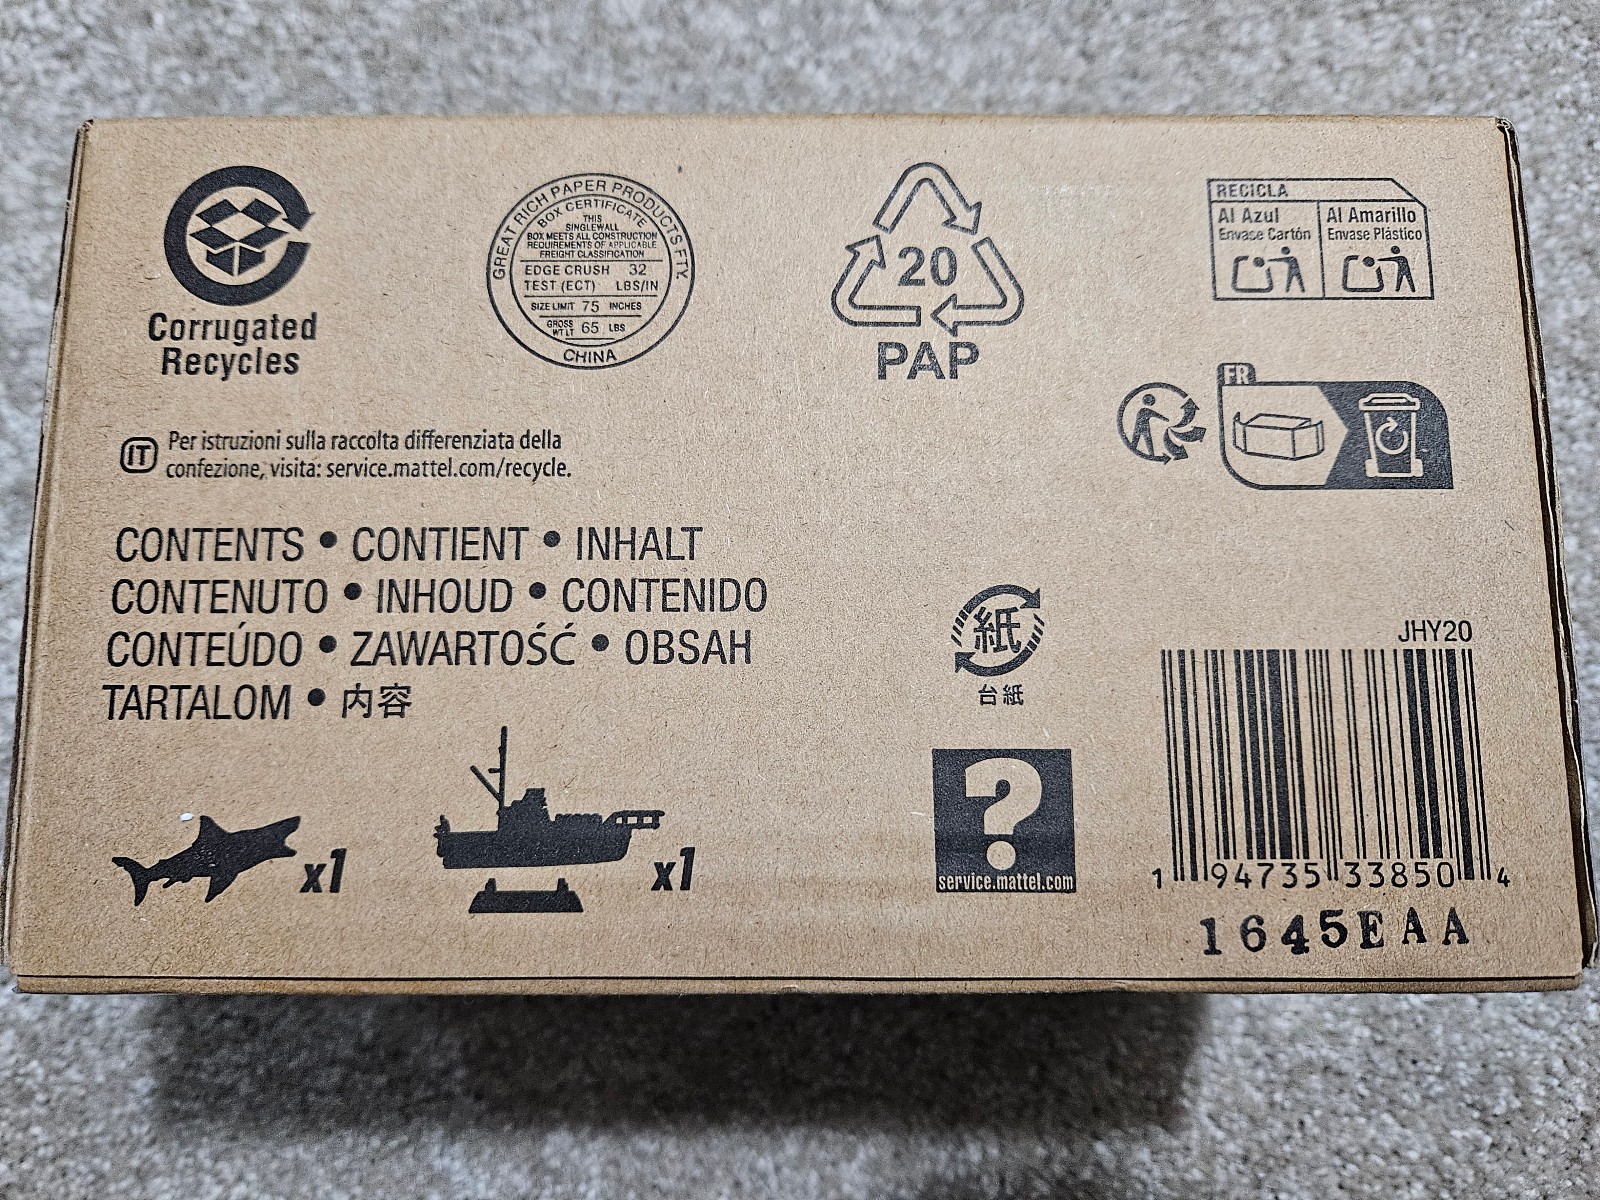 Corrugated
Recycles
GREAT RICH PAPER PRODUCTS FTY.
BOX CERTIFICATE
THIS
SINGLEWALL
BOX MEETS ALL CONSTRUCTION
REQUIREMENTS OF APPLICABLE
FREIGHT CLASSIFICATION
EDGE CRUSH 32
TEST (ECT) LBS/IN
SIZE LIMIT 75 INCHES
GROSS
WT LT 65 LBS
CHINA
20
PAP
RECICLA
Al Azul
Envase Cartón
Al Amarillo
Envase Plástico
FR
IT
Per istruzioni sulla raccolta differenziata della
confezione, visita: service.mattel.com/recycle.
CONTENTS • CONTIENT • INHALT
CONTENUTO • INHOUD • CONTENIDO
CONTEÚDO • ZAWARTOŚĆ • OBSAH
TARTALOM • 内容
x1
x1
紙
台紙
?
service.mattel.com
JHY20
1 94735 33850 4
1645EAA